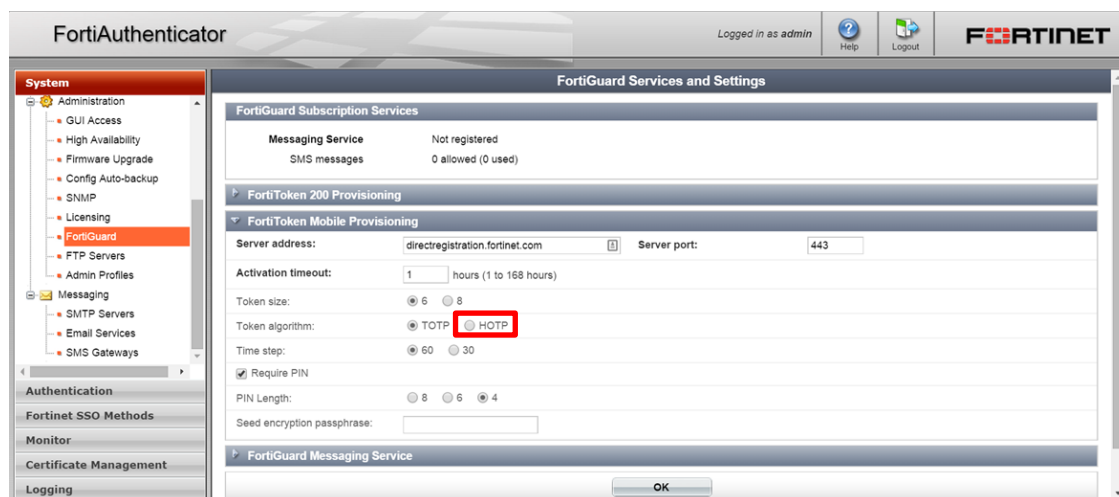 FortiAuthenticator
Logged in as admin
Help
Logout
FORTINET
System
Administration
GUI Access
High Availability
Firmware Upgrade
Config Auto-backup
SNMP
Licensing
FortiGuard
FTP Servers
Admin Profiles
Messaging
SMTP Servers
Email Services
SMS Gateways
Authentication
Fortinet SSO Methods
Monitor
Certificate Management
Logging
FortiGuard Services and Settings
FortiGuard Subscription Services
Messaging Service Not registered
SMS messages 0 allowed (0 used)
FortiToken 200 Provisioning
FortiToken Mobile Provisioning
Server address: directregistration.fortinet.com Server port: 443
Activation timeout: 1 hours (1 to 168 hours)
Token size: 6 8
Token algorithm: TOTP HOTP
Time step: 60 30
Require PIN
PIN Length: 8 6 4
Seed encryption passphrase:
FortiGuard Messaging Service
OK